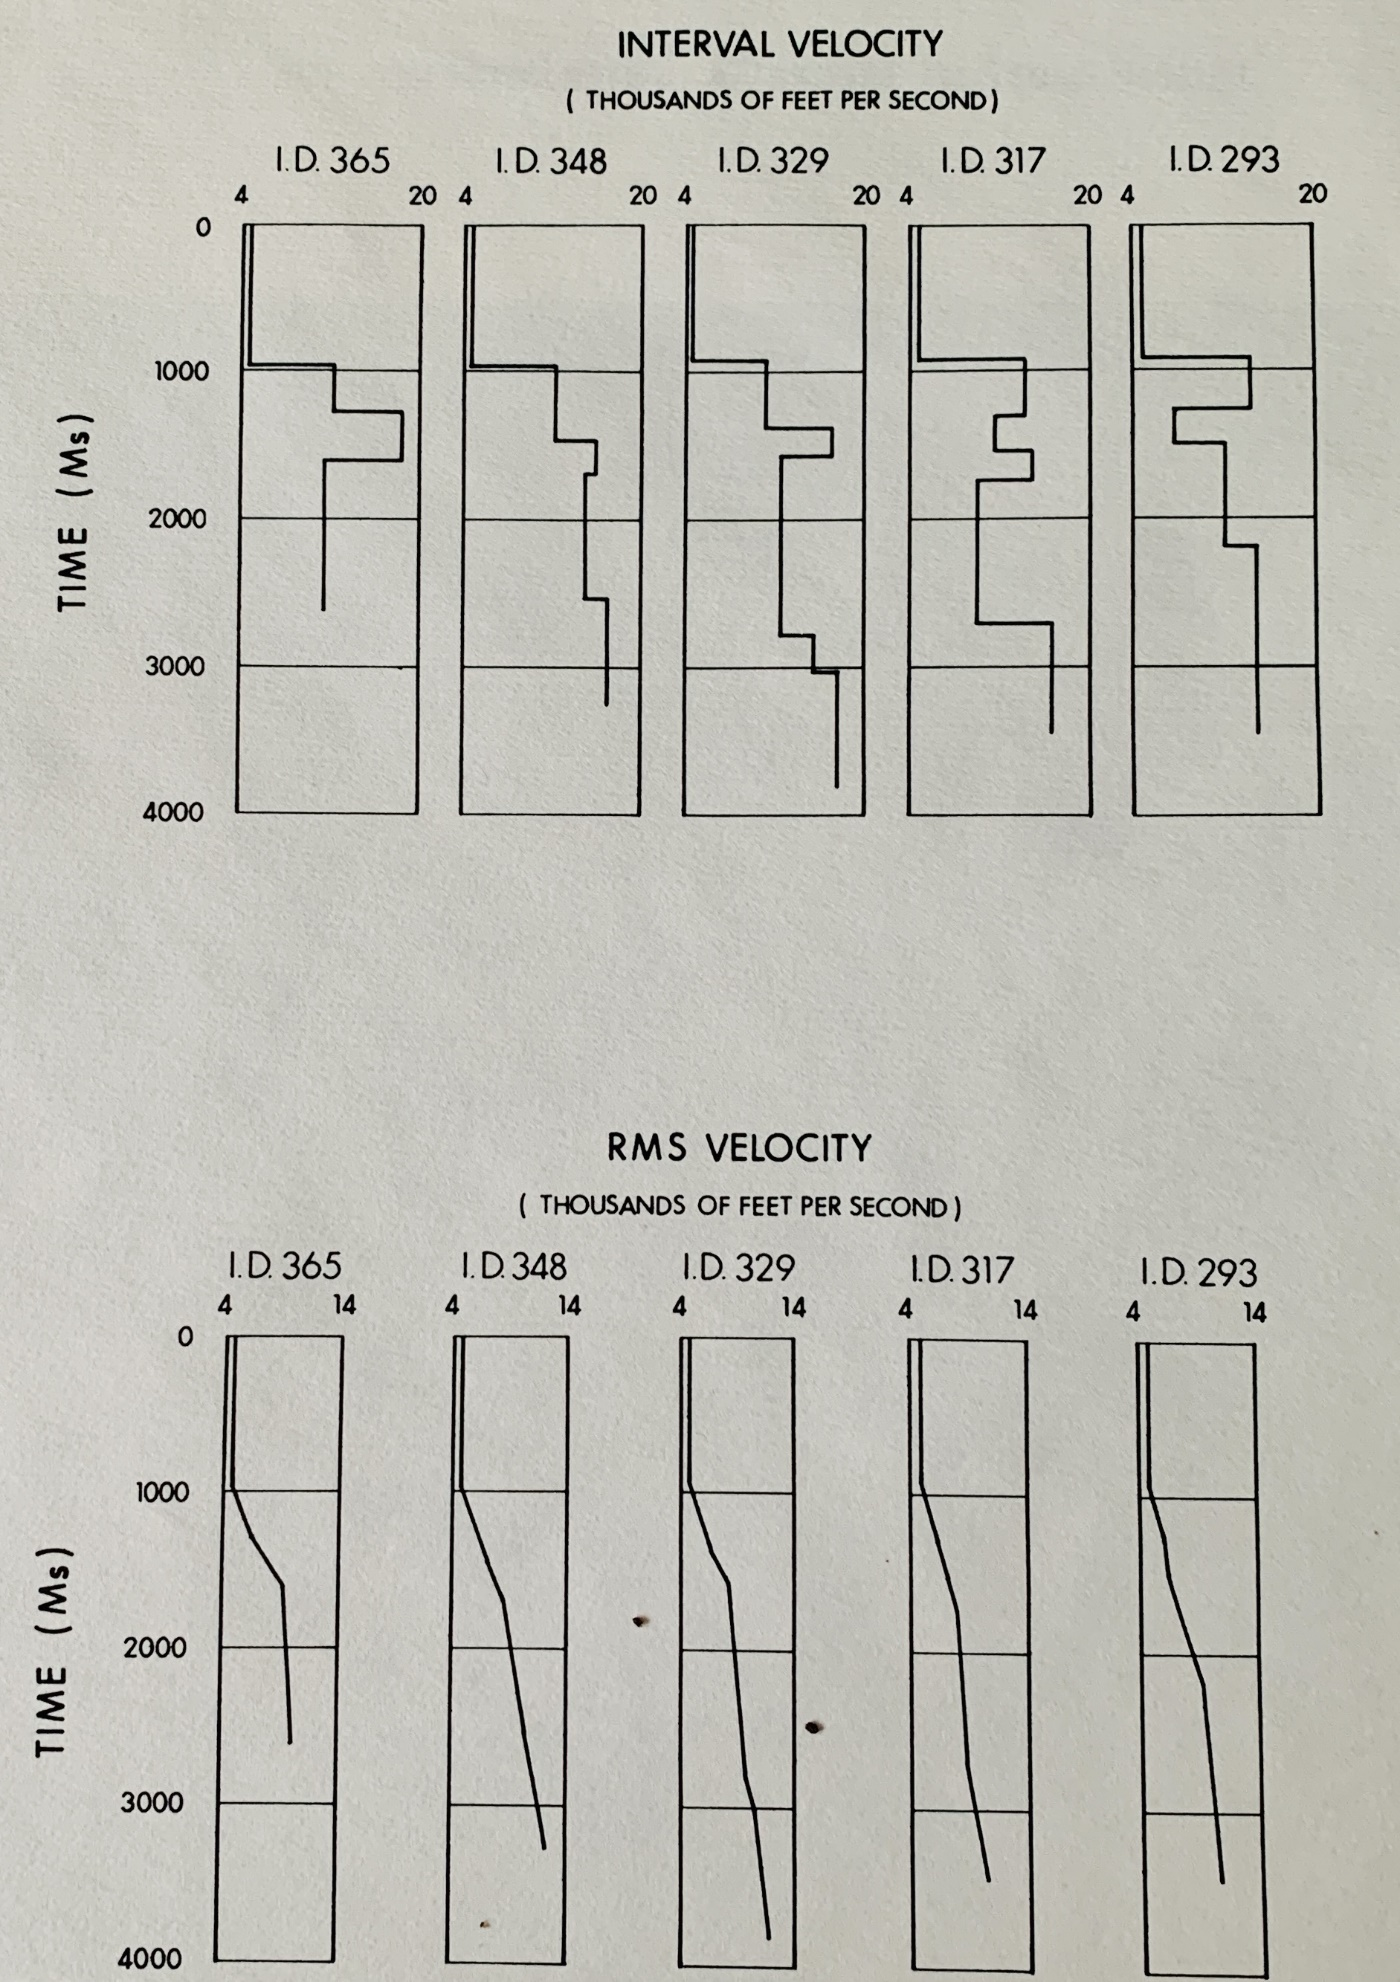 INTERVAL VELOCITY
( THOUSANDS OF FEET PER SECOND)
I.D. 365 I.D. 348 I.D. 329 I.D. 317 I.D. 293
4 20 4 20 4 20 4 20 4 20
0
1000
2000
3000
4000
TIME (Ms)
RMS VELOCITY
( THOUSANDS OF FEET PER SECOND)
I.D. 365 I.D. 348 I.D. 329 I.D. 317 I.D. 293
4 14 4 14 4 14 4 14 4 14
0
1000
2000
3000
4000
TIME (Ms)